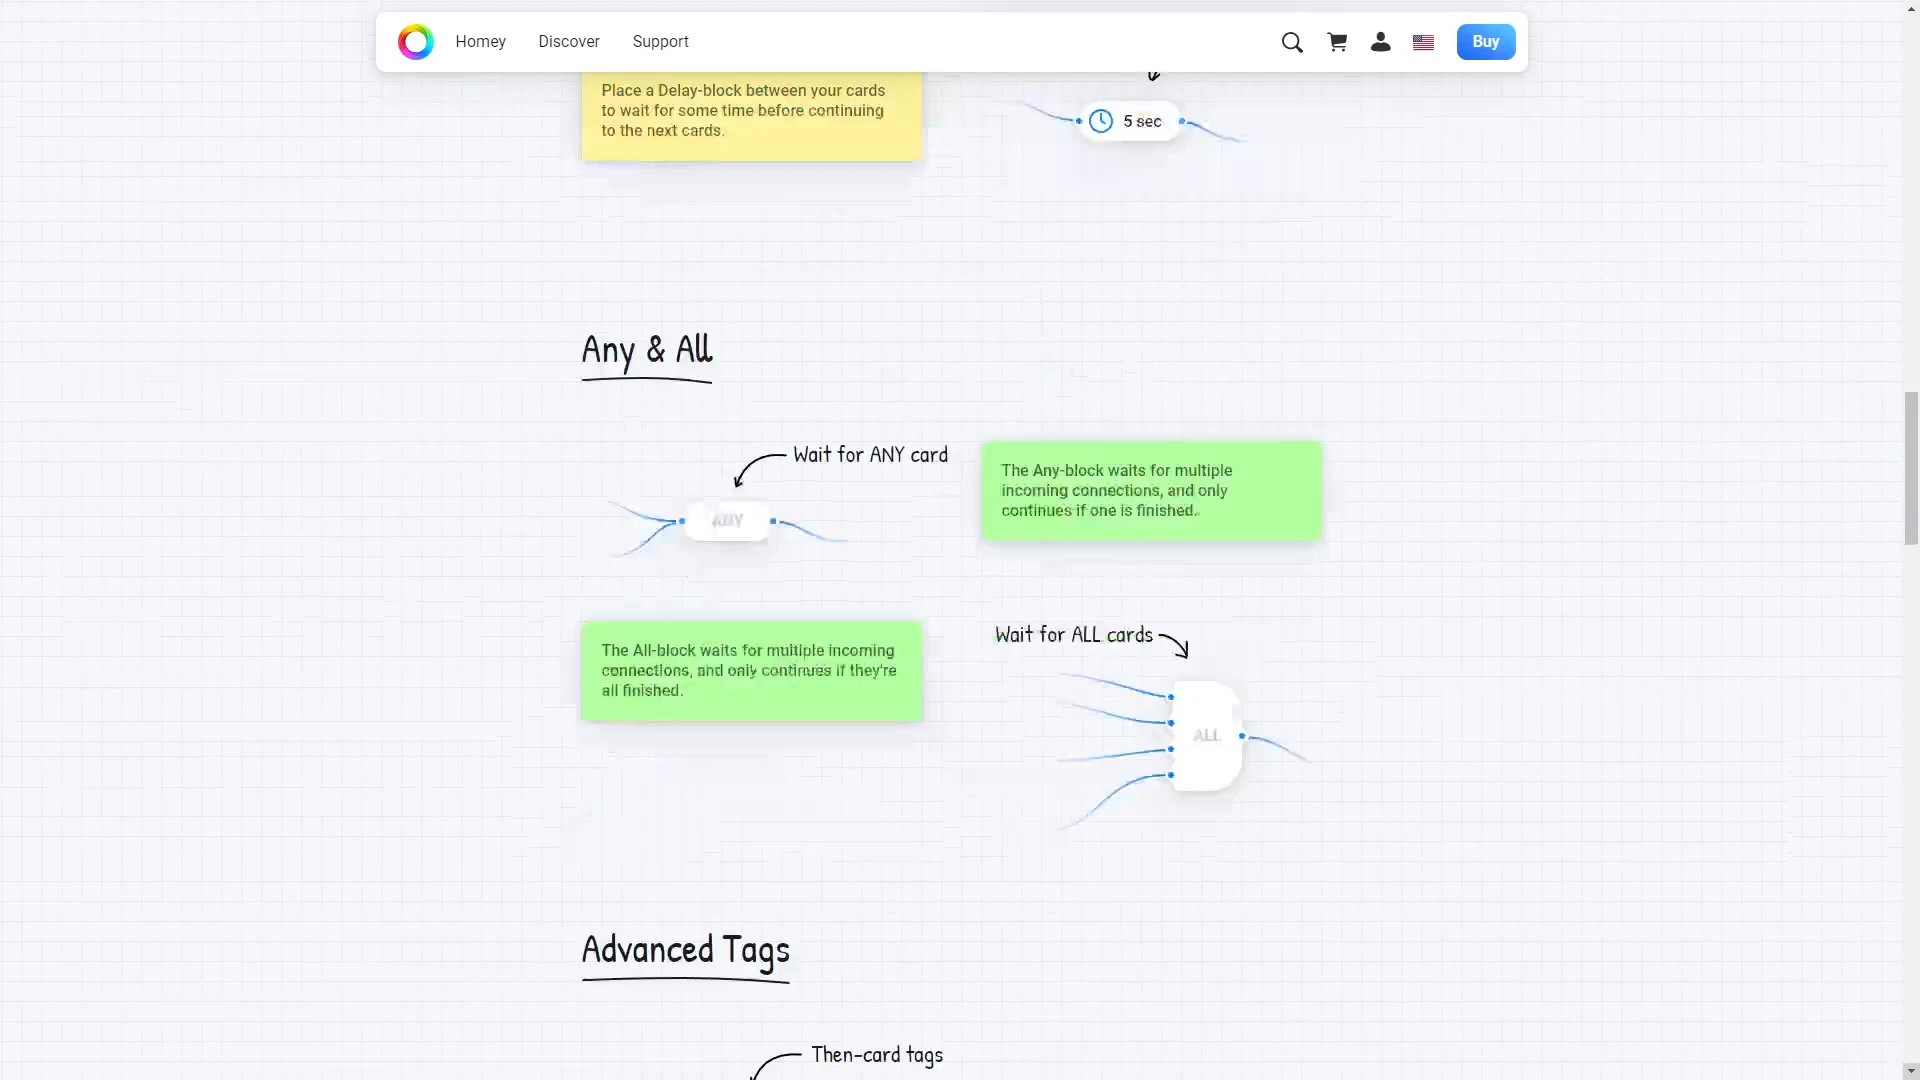 Homey Discover Support Buy
Place a Delay-block between your cards
to wait for some time before continuing
to the next cards.
5 sec
Any & All
Wait for ANY card
ANY
The Any-block waits for multiple
incoming connections, and only
continues if one is finished.
The All-block waits for multiple incoming
connections, and only continues if they're
all finished.
Wait for ALL cards
ALL
Advanced Tags
Then-card tags